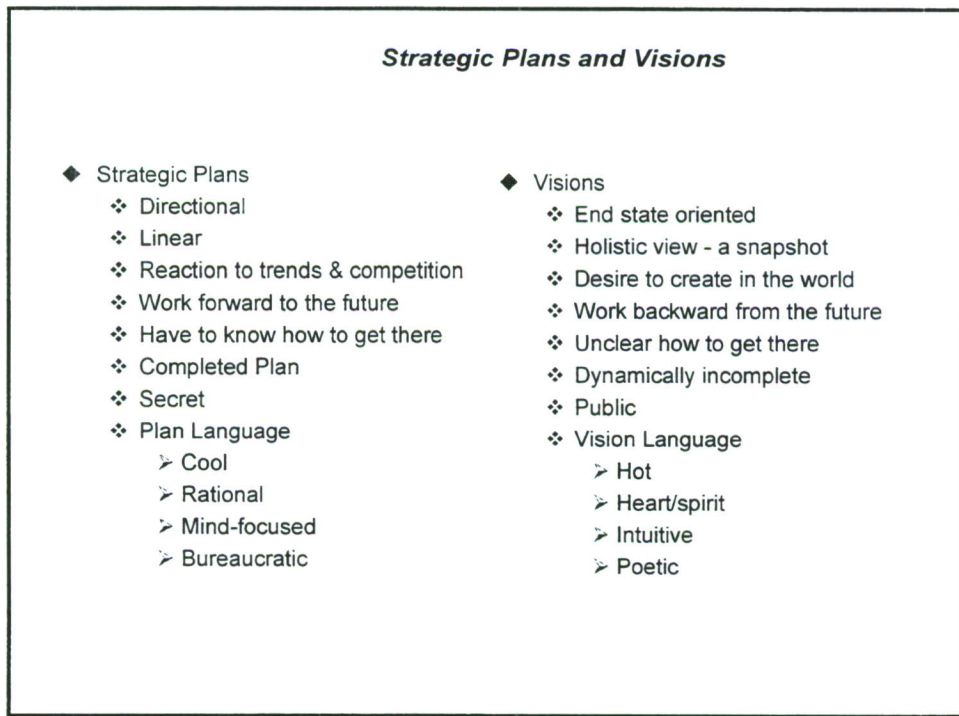 Strategic Plans and Visions
Strategic Plans
Directional
Linear
Reaction to trends & competition
Work forward to the future
Have to know how to get there
Completed Plan
Secret
Plan Language
Cool
Rational
Mind-focused
Bureaucratic
Visions
End state oriented
Holistic view - a snapshot
Desire to create in the world
Work backward from the future
Unclear how to get there
Dynamically incomplete
Public
Vision Language
Hot
Heart/spirit
Intuitive
Poetic